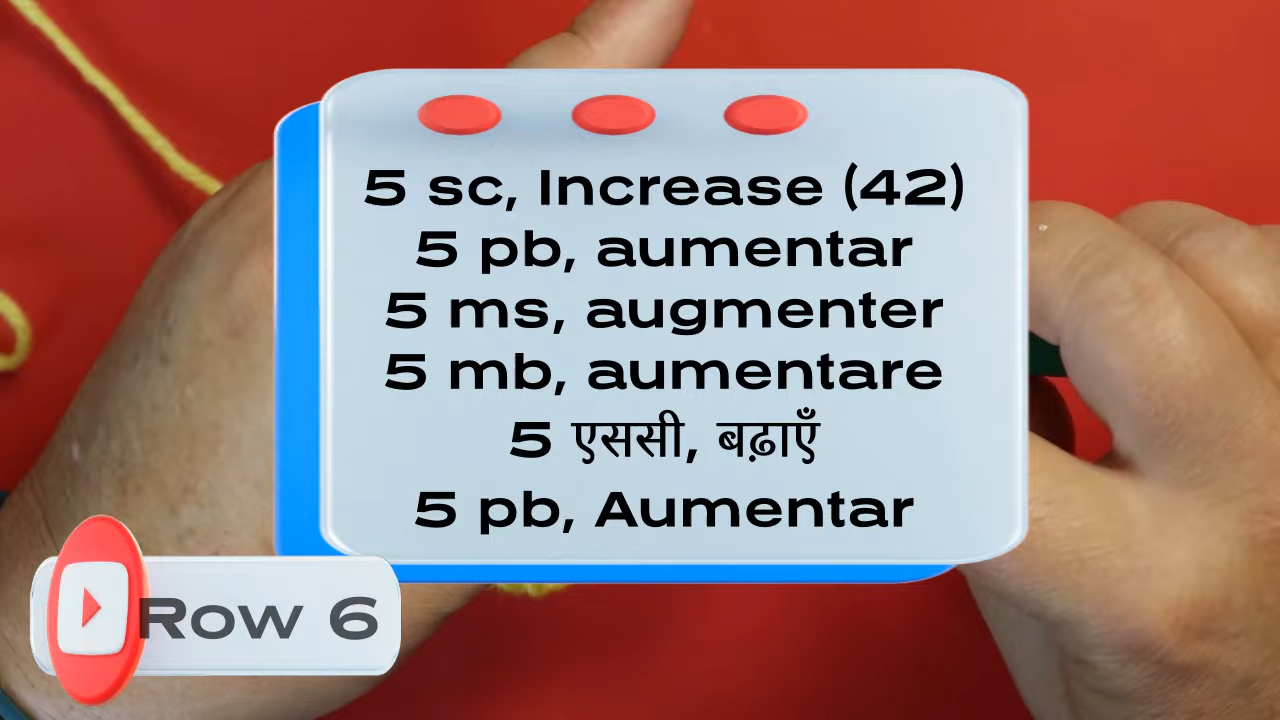 5 sc, Increase (42)
5 pb, aumentar
5 ms, augmenter
5 mb, aumentare
5 एससी, बढ़ाएँ
5 pb, Aumentar
Row 6